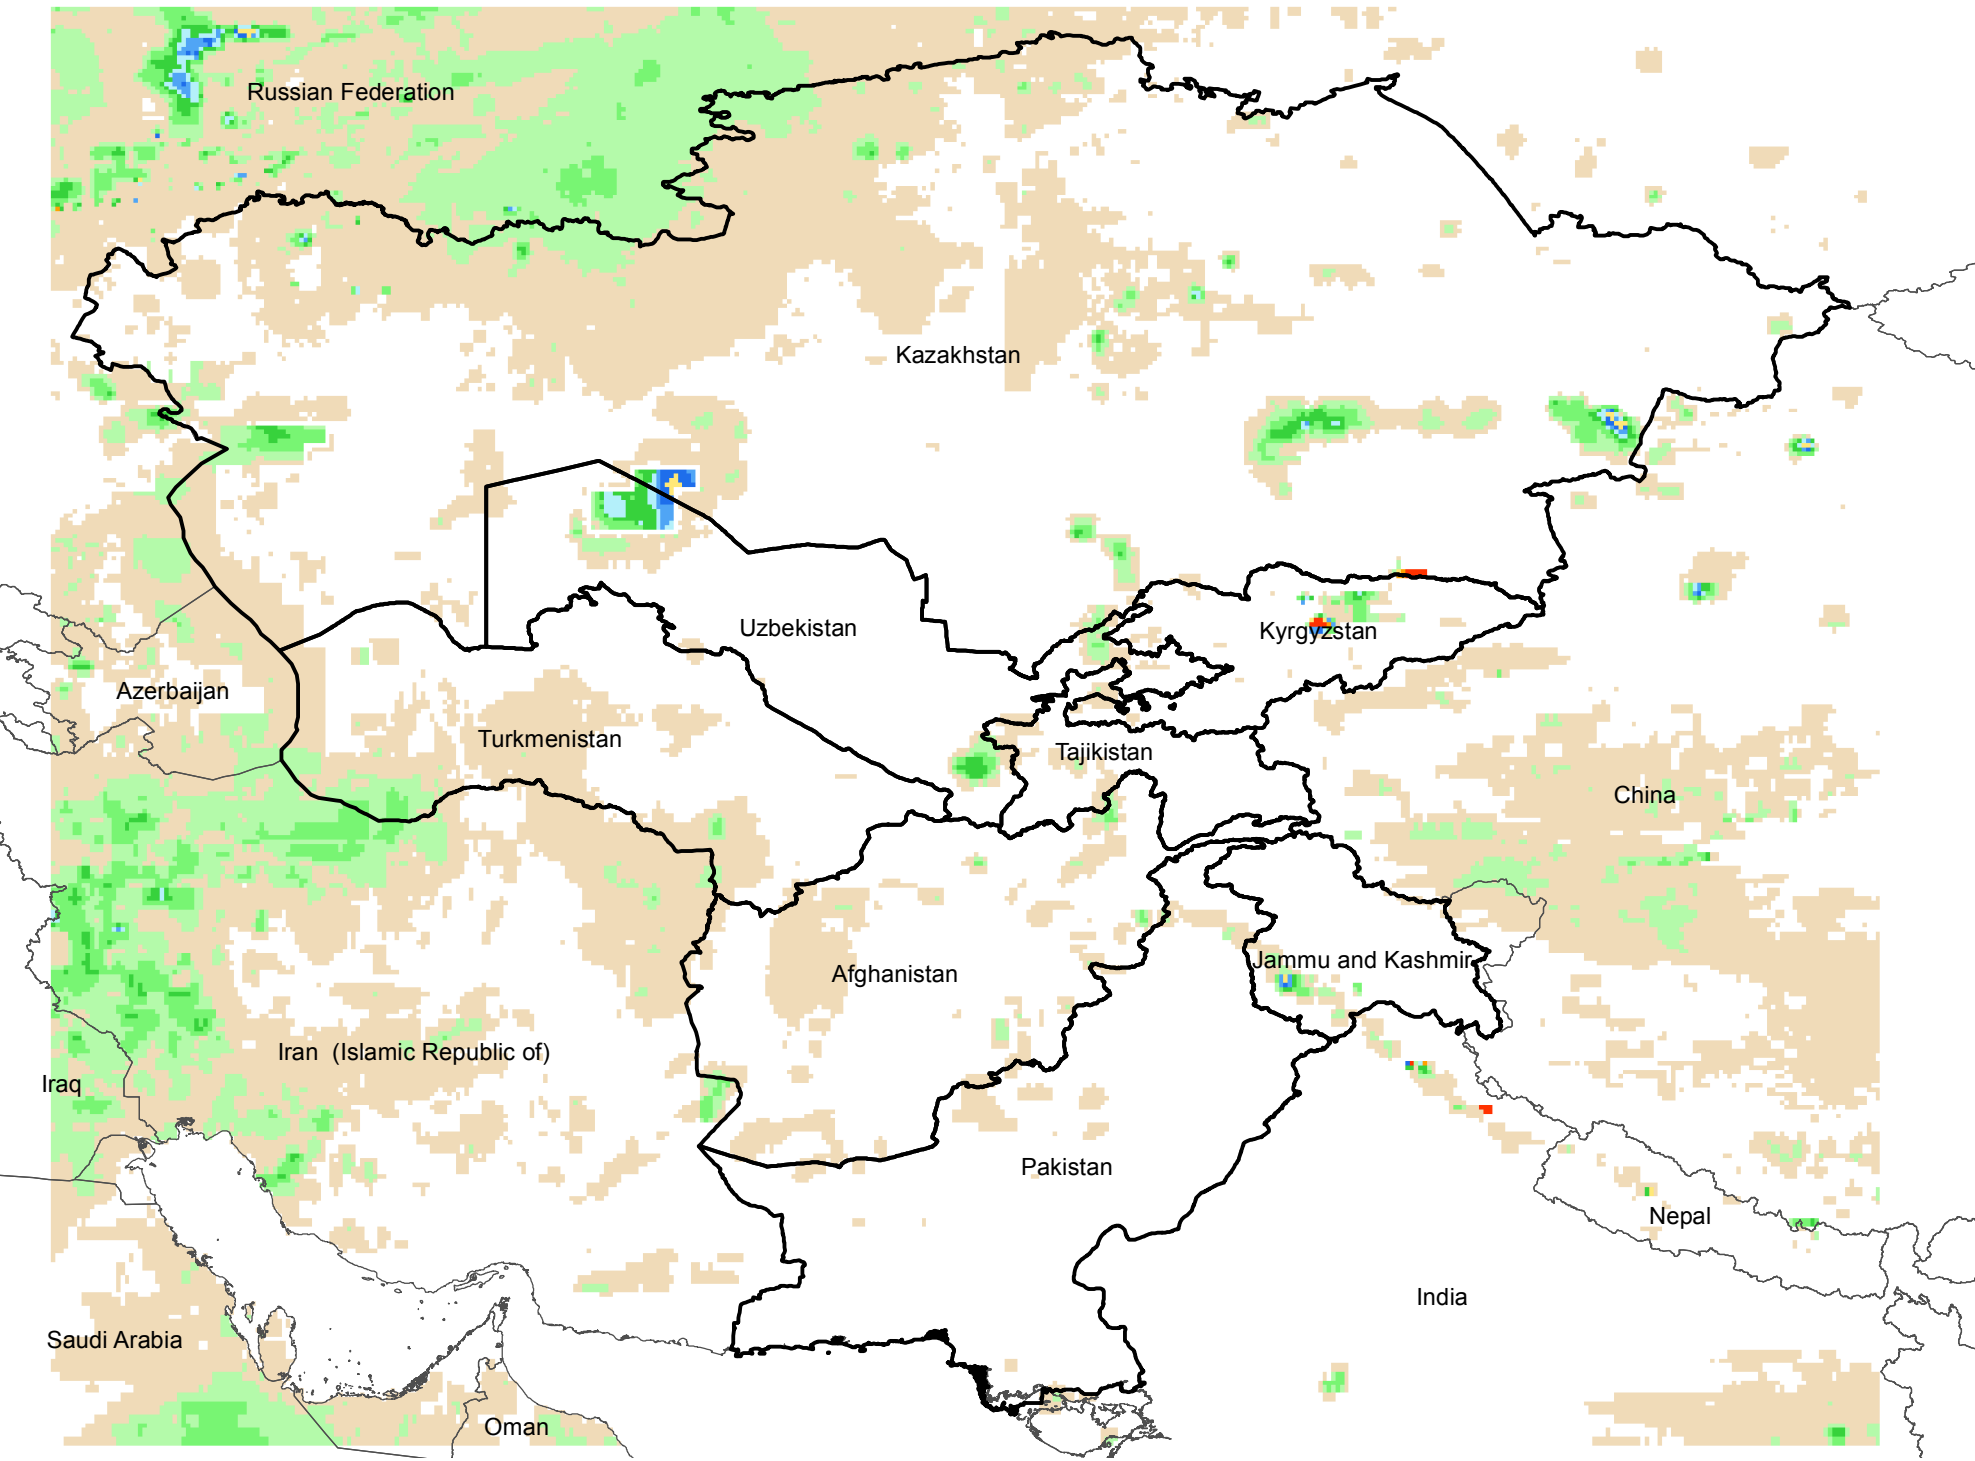 Russian Federation
Kazakhstan
Uzbekistan
Kyrgyzstan
Azerbaijan
Turkmenistan
Tajikistan
China
Afghanistan
Jammu and Kashmir
Iran  (Islamic Republic of)
Iraq
Pakistan
Nepal
India
Saudi Arabia
Oman